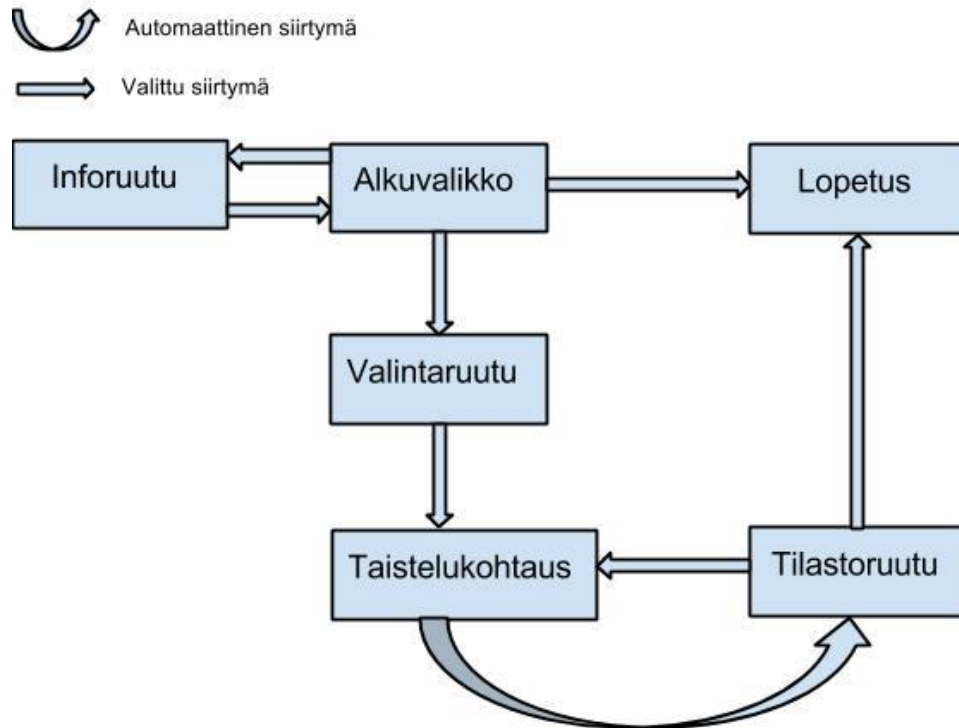 Automaattinen siirtymä
Valittu siirtymä
Inforuutu
Alkuvalikko
Lopetus
Valintaruutu
Taistelukohtaus
Tilastoruutu